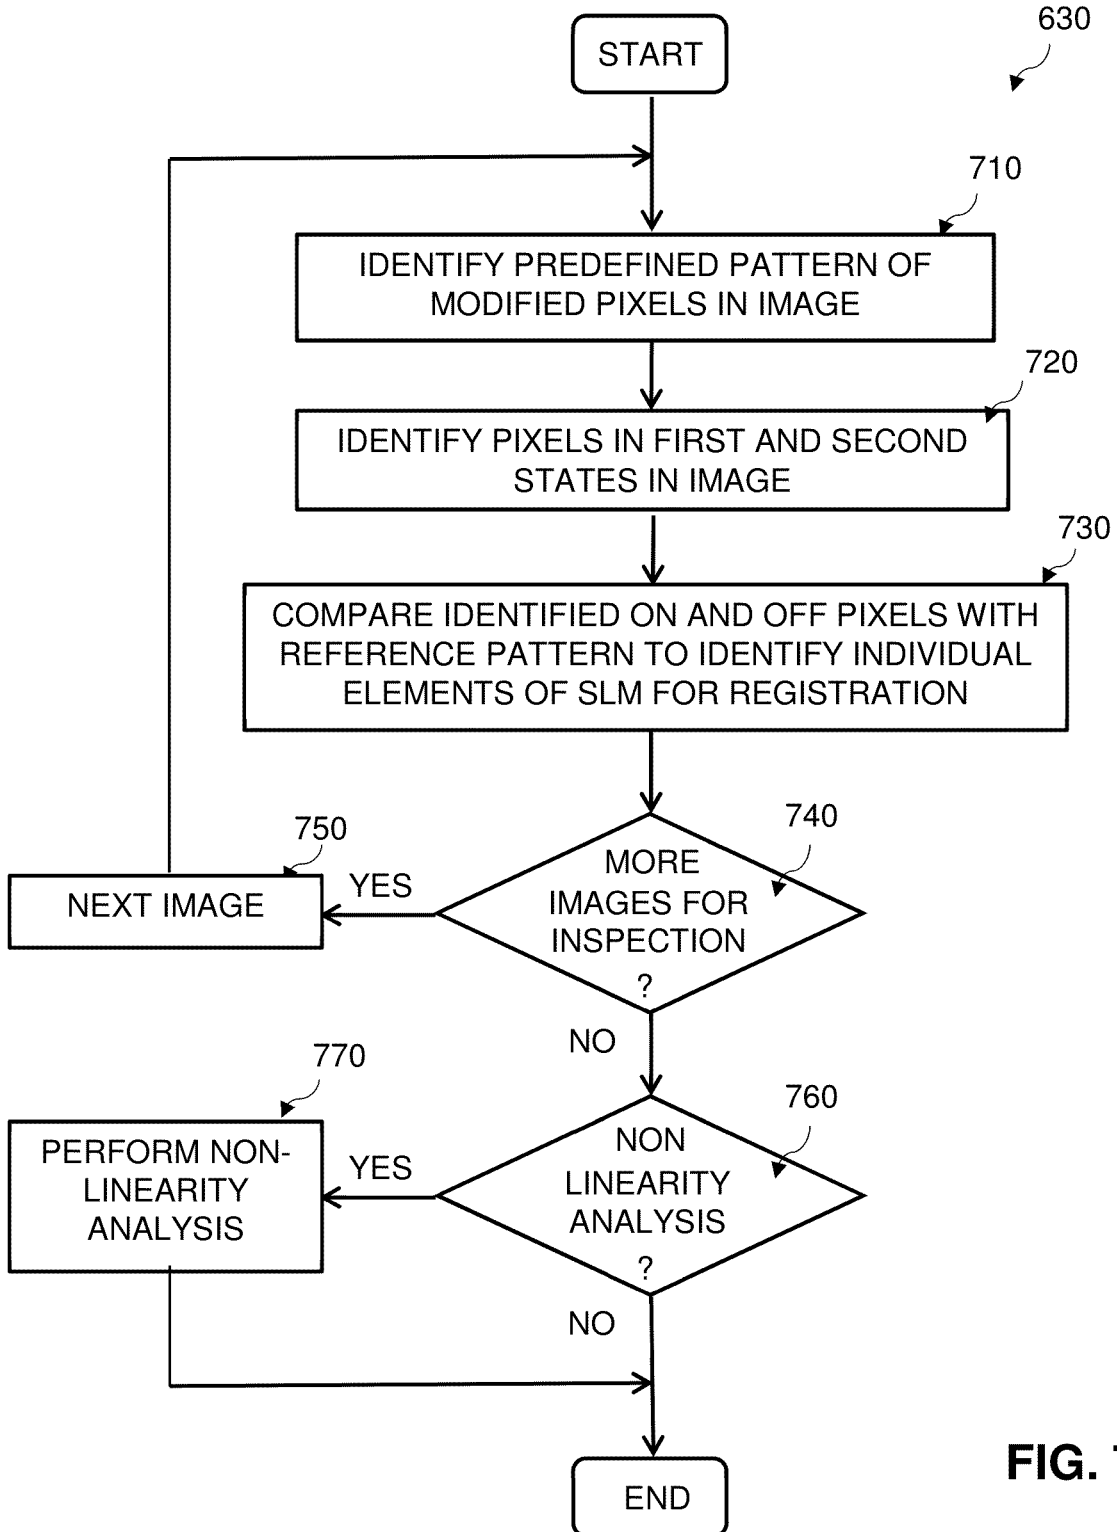 630
START
710
IDENTIFY PREDEFINED PATTERN OF
MODIFIED PIXELS IN IMAGE
720
IDENTIFY PIXELS IN FIRST AND SECOND
STATES IN IMAGE
730
COMPARE IDENTIFIED ON AND OFF PIXELS WITH
REFERENCE PATTERN TO IDENTIFY INDIVIDUAL
ELEMENTS OF SLM FOR REGISTRATION
740
MORE
IMAGES FOR
INSPECTION
?
YES
750
NEXT IMAGE
NO
760
NON
LINEARITY
ANALYSIS
?
YES
770
PERFORM NON-
LINEARITY
ANALYSIS
NO
END
FIG.